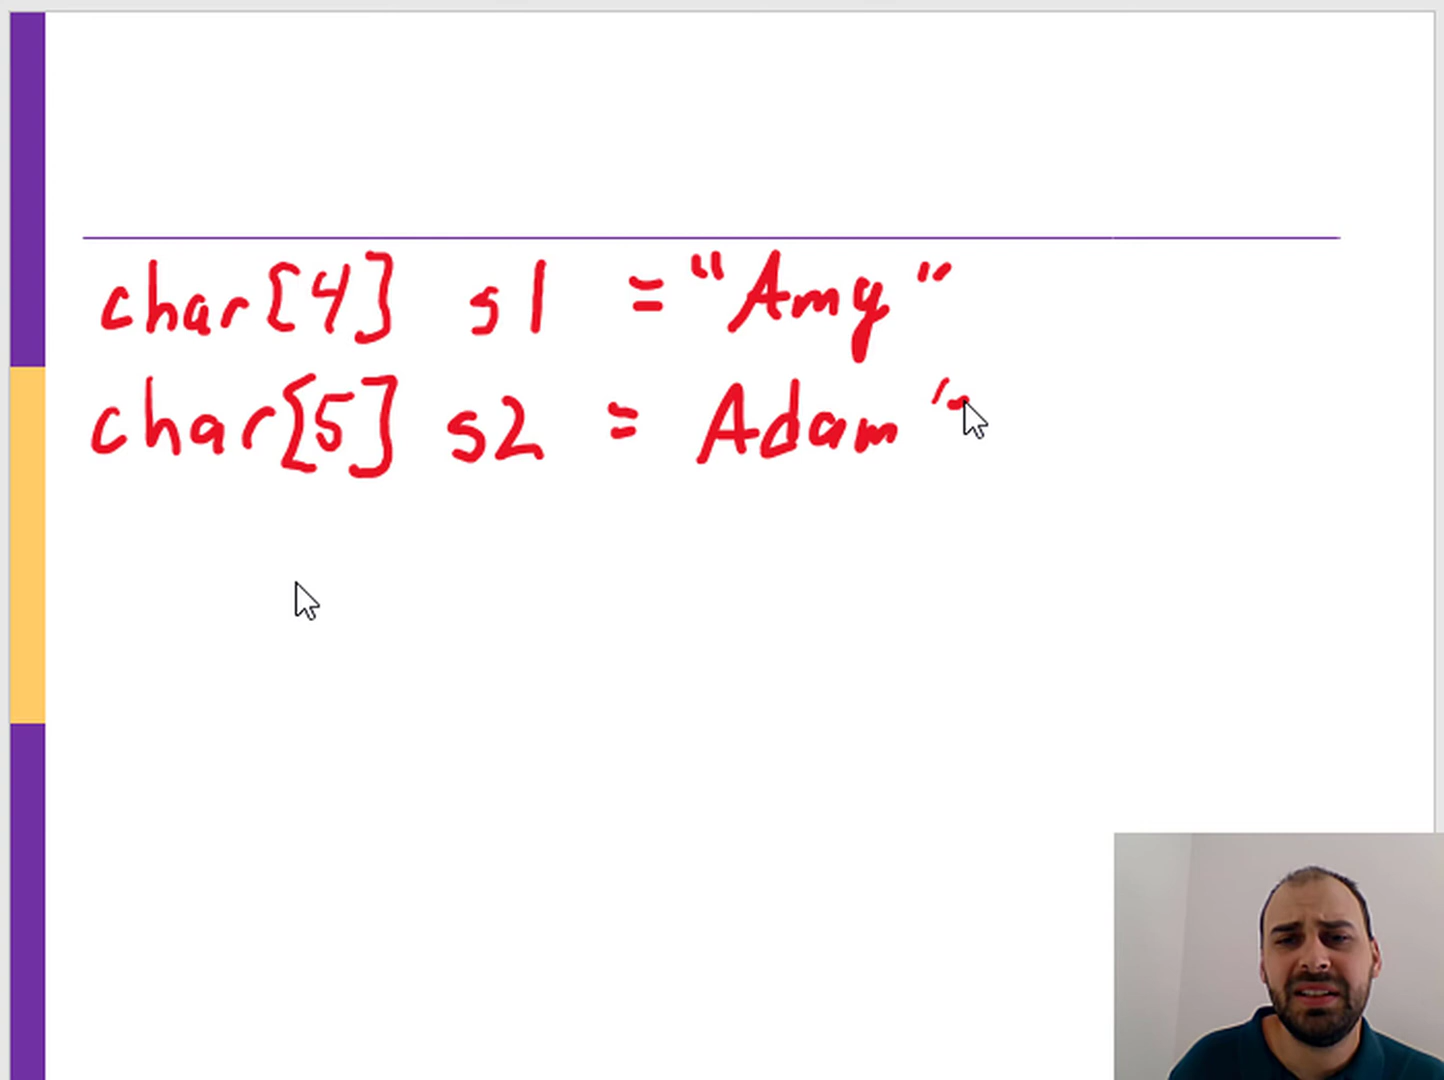 char[4] s1 = "Amy"
char[5] s2 = Adam "